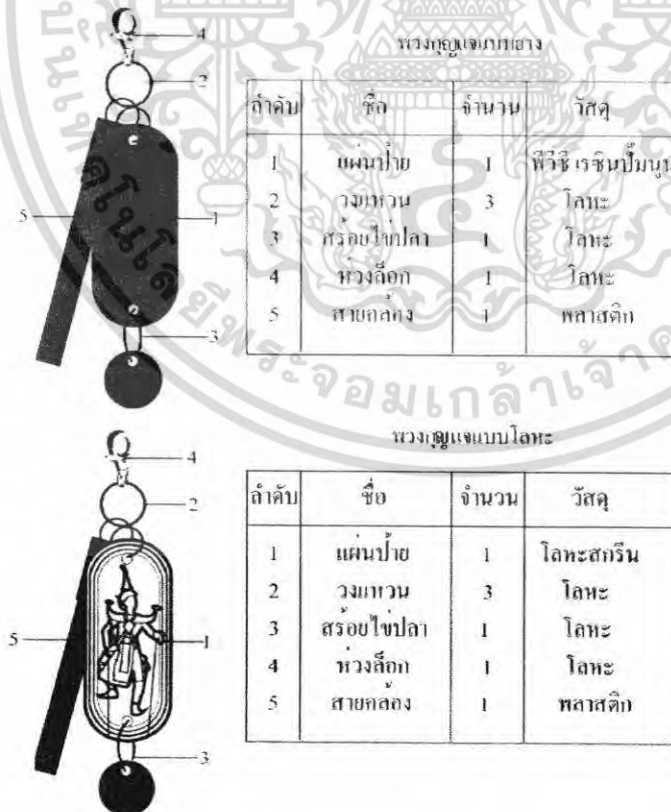 พวงกุญแจแบบยาง
ลำดับ ชื่อ จำนวน วัสดุ
1 แผ่นป้าย 1 พีวีซี เรซินปั๊มนูน
2 วงแหวน 3 โลหะ
3 สร้อยไข่ปลา 1 โลหะ
4 ห่วงล็อก 1 โลหะ
5 สายคล้อง 1 พลาสติก
4
2
5
1
3
พวงกุญแจแบบโลหะ
ลำดับ ชื่อ จำนวน วัสดุ
1 แผ่นป้าย 1 โลหะสกรีน
2 วงแหวน 3 โลหะ
3 สร้อยไข่ปลา 1 โลหะ
4 ห่วงล็อก 1 โลหะ
5 สายคล้อง 1 พลาสติก
4
2
5
1
3